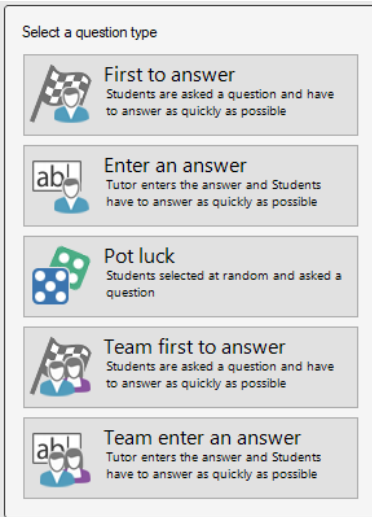 Select a question type
First to answer
Students are asked a question and have
to answer as quickly as possible
ab|
Enter an answer
Tutor enters the answer and Students
have to answer as quickly as possible
Pot luck
Students selected at random and asked a
question
Team first to answer
Students are asked a question and have
to answer as quickly as possible
ab|
Team enter an answer
Tutor enters the answer and Students
have to answer as quickly as possible